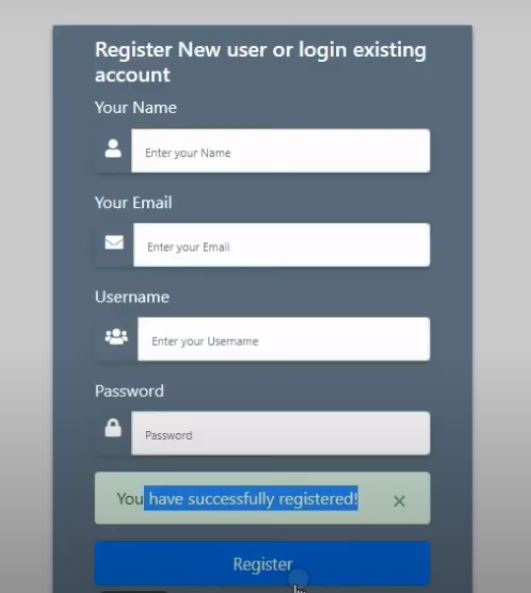 Register New user or login existing
account
Your Name
Enter your Name
Your Email
Enter your Email
Username
Enter your Username
Password
Password
You have successfully registered! ×
Register